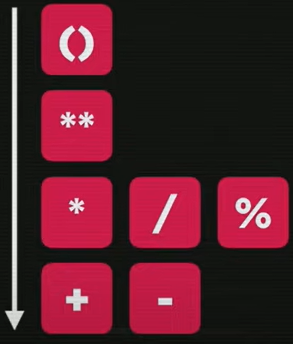 ()
**
* / %
+ -